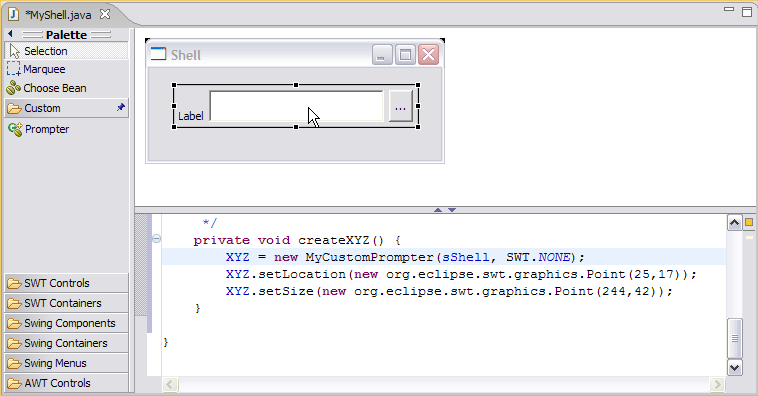 *MyShell.java
Palette
Selection
Marquee
Choose Bean
Custom
Prompter
SWT Controls
SWT Containers
Swing Components
Swing Containers
Swing Menus
AWT Controls
Shell
Label
...
*/
private void createXYZ() {
XYZ = new MyCustomPrompter(sShell, SWT.NONE);
XYZ.setLocation(new org.eclipse.swt.graphics.Point(25,17));
XYZ.setSize(new org.eclipse.swt.graphics.Point(244,42));
}
}